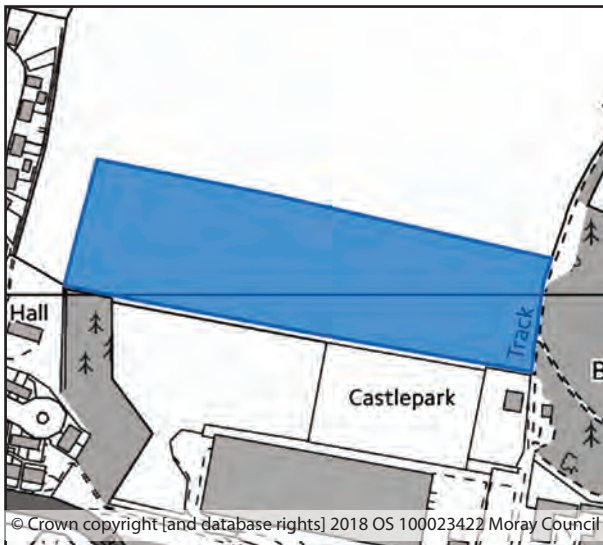 Hall
Track
B
Castlepark
© Crown copyright [and database rights] 2018 OS 100023422 Moray Council